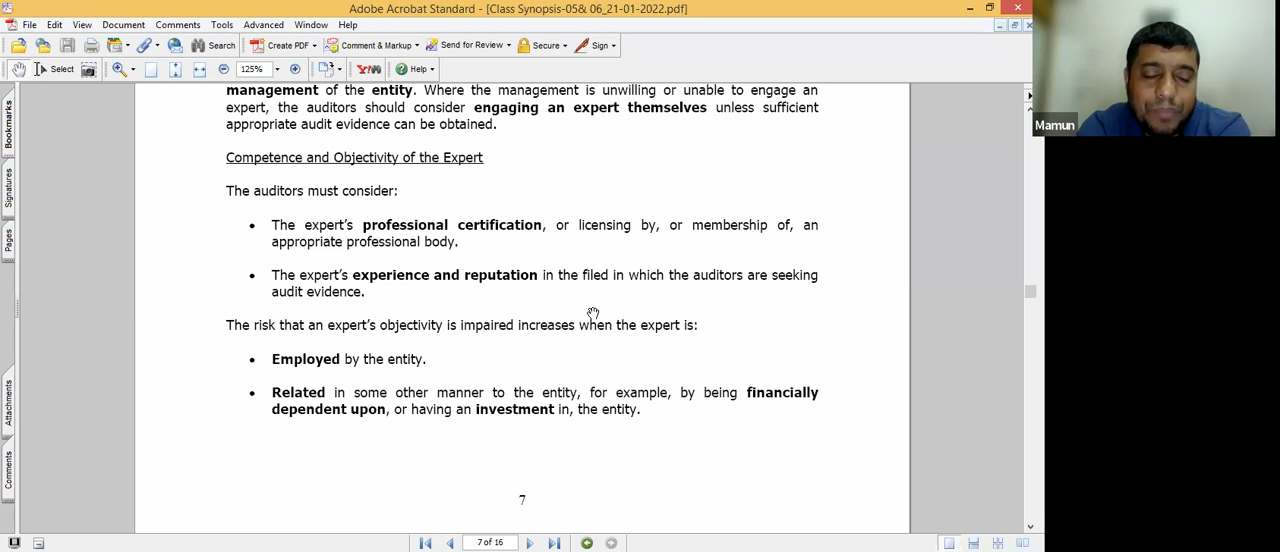 Adobe Acrobat Standard - [Class Synopsis-05& 06_21-01-2022.pdf]
File Edit View Document Comments Tools Advanced Window Help
Search Create PDF Comment & Markup Send for Review Secure Sign
Select 125% Help
Mamun
management of the entity. Where the management is unwilling or unable to engage an
expert, the auditors should consider engaging an expert themselves unless sufficient
appropriate audit evidence can be obtained.
Competence and Objectivity of the Expert
The auditors must consider:
• The expert's professional certification, or licensing by, or membership of, an
appropriate professional body.
• The expert's experience and reputation in the filed in which the auditors are seeking
audit evidence.
The risk that an expert's objectivity is impaired increases when the expert is:
• Employed by the entity.
• Related in some other manner to the entity, for example, by being financially
dependent upon, or having an investment in, the entity.
7
Bookmarks
Signatures
Pages
Attachments
Comments
7 of 16